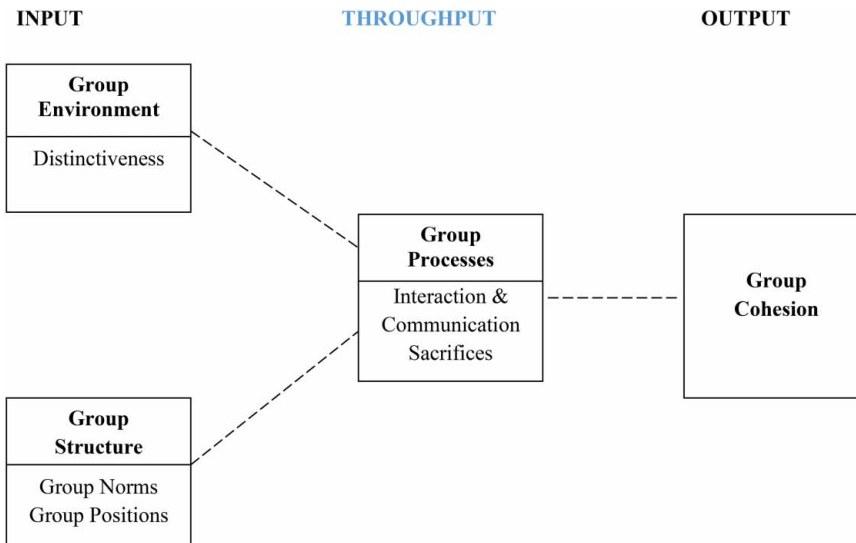 INPUT
THROUGHPUT
OUTPUT
Group
Environment
Distinctiveness
Group
Processes
Interaction &
Communication
Sacrifices
Group
Cohesion
Group
Structure
Group Norms
Group Positions